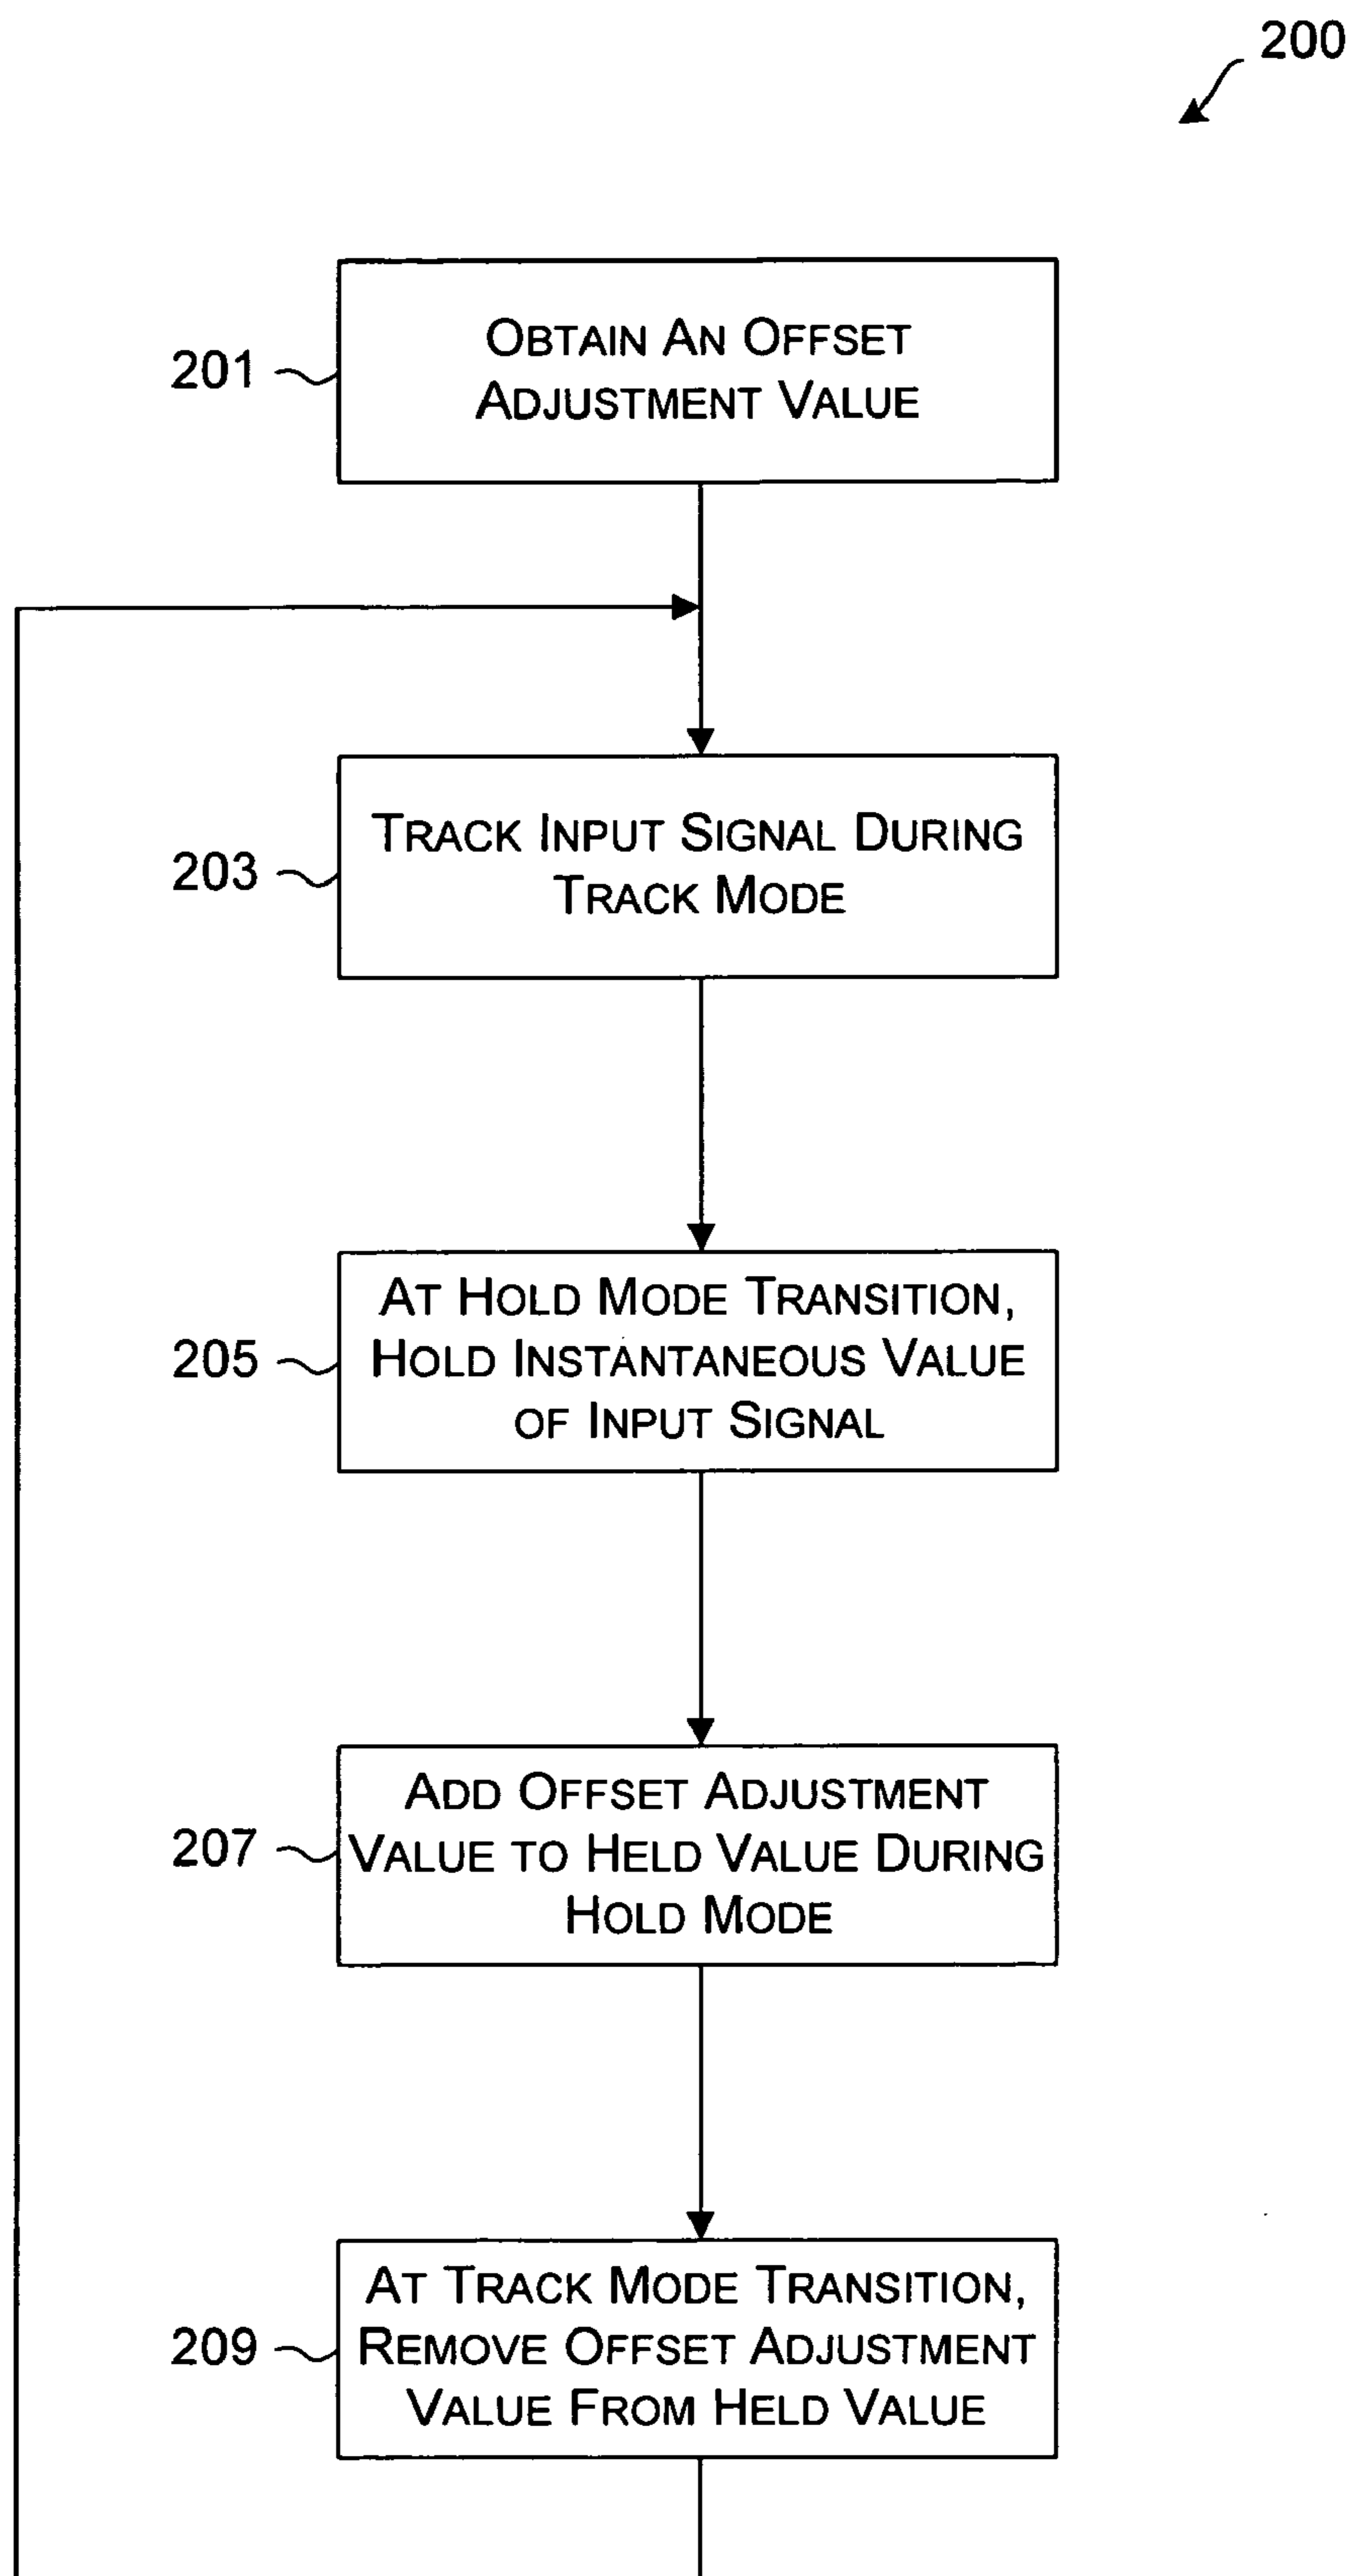 200
201
OBTAIN AN OFFSET
ADJUSTMENT VALUE
203
TRACK INPUT SIGNAL DURING
TRACK MODE
205
AT HOLD MODE TRANSITION,
HOLD INSTANTANEOUS VALUE
OF INPUT SIGNAL
207
ADD OFFSET ADJUSTMENT
VALUE TO HELD VALUE DURING
HOLD MODE
209
AT TRACK MODE TRANSITION,
REMOVE OFFSET ADJUSTMENT
VALUE FROM HELD VALUE